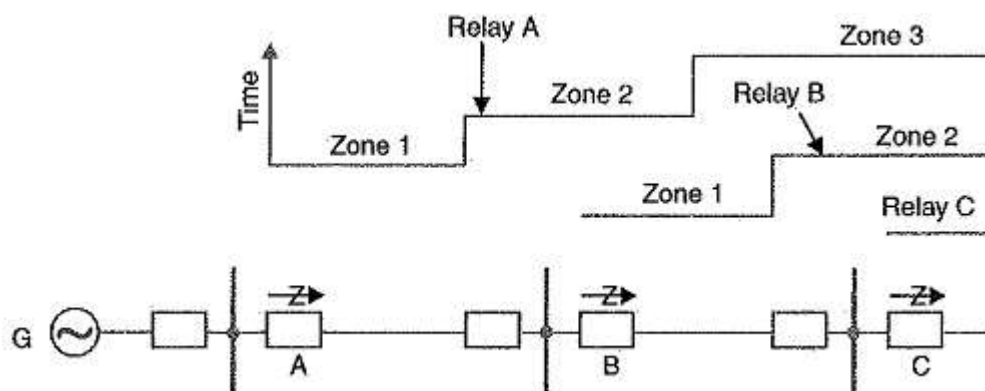 Relay A
Zone 3
Time
Zone 2
Relay B
Zone 1
Zone 2
Zone 1
Relay C
Z
Z
Z
G
A
B
C